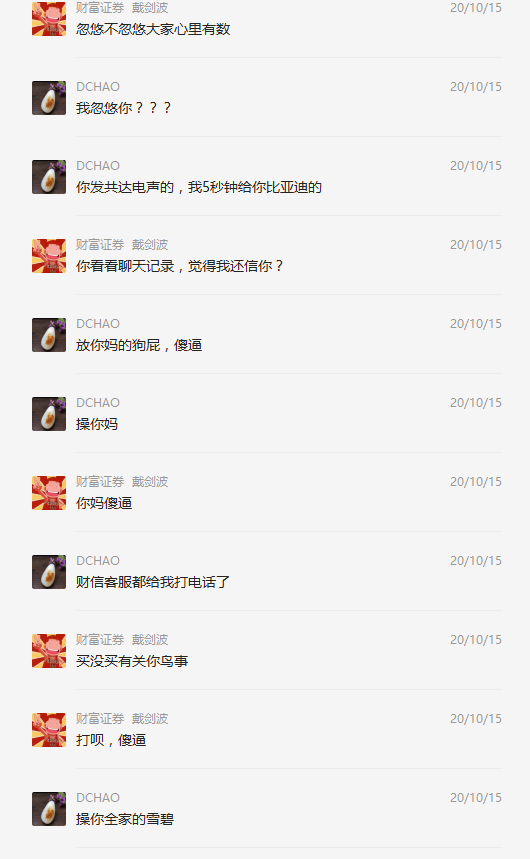 财富证券 戴剑波 20/10/15
忽悠不忽悠大家心里有数
DCHAO 20/10/15
我忽悠你？？？
DCHAO 20/10/15
你发共达电声的，我5秒钟给你比亚迪的
财富证券 戴剑波 20/10/15
你看看聊天记录，觉得我还信你？
DCHAO 20/10/15
放你妈的狗屁，傻逼
DCHAO 20/10/15
操你妈
财富证券 戴剑波 20/10/15
你妈傻逼
DCHAO 20/10/15
财信客服都给我打电话了
财富证券 戴剑波 20/10/15
买没买有关你鸟事
财富证券 戴剑波 20/10/15
打呗，傻逼
DCHAO 20/10/15
操你全家的雪碧